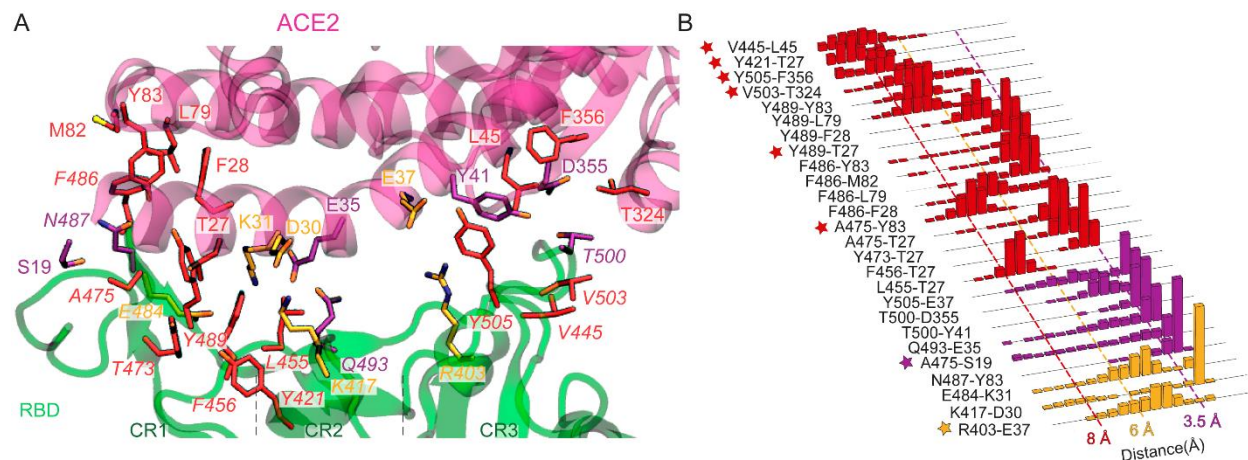 A
ACE2
B
Y83
L79
M82
F28
F486
N487
T27
K31
D30
E35
S19
A475
E484
Y489
T473
L455
Q493
F456
Y421
K417
RBD
CR1
CR2
CR3
E37
Y41
L45
F356
D355
T324
T500
V503
Y505
V445
R403
V445-L45
Y421-T27
Y505-F356
V503-T324
Y489-Y83
Y489-L79
Y489-F28
Y489-T27
F486-Y83
F486-M82
F486-L79
F486-F28
A475-Y83
A475-T27
Y473-T27
F456-T27
L455-T27
Y505-E37
T500-D355
T500-Y41
Q493-E35
A475-S19
N487-Y83
E484-K31
K417-D30
R403-E37
8 Å
6 Å
3.5 Å
Distance(Å)